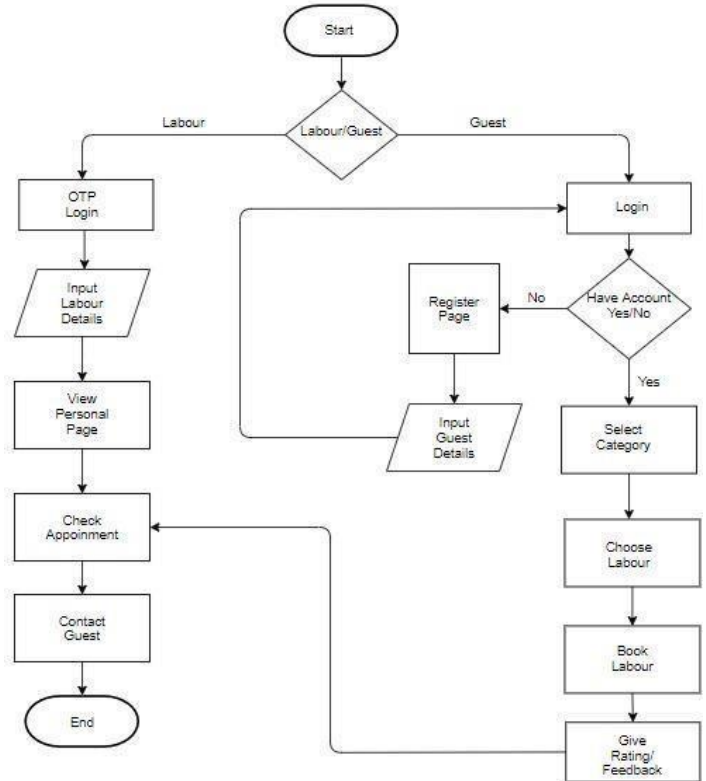 Start
Labour/Guest
Labour
Guest
OTP
Login
Input
Labour
Details
View
Personal
Page
Check
Appoinment
Contact
Guest
End
Login
Have Account
Yes/No
No
Register
Page
Input
Guest
Details
Yes
Select
Category
Choose
Labour
Book
Labour
Give
Rating/
Feedback